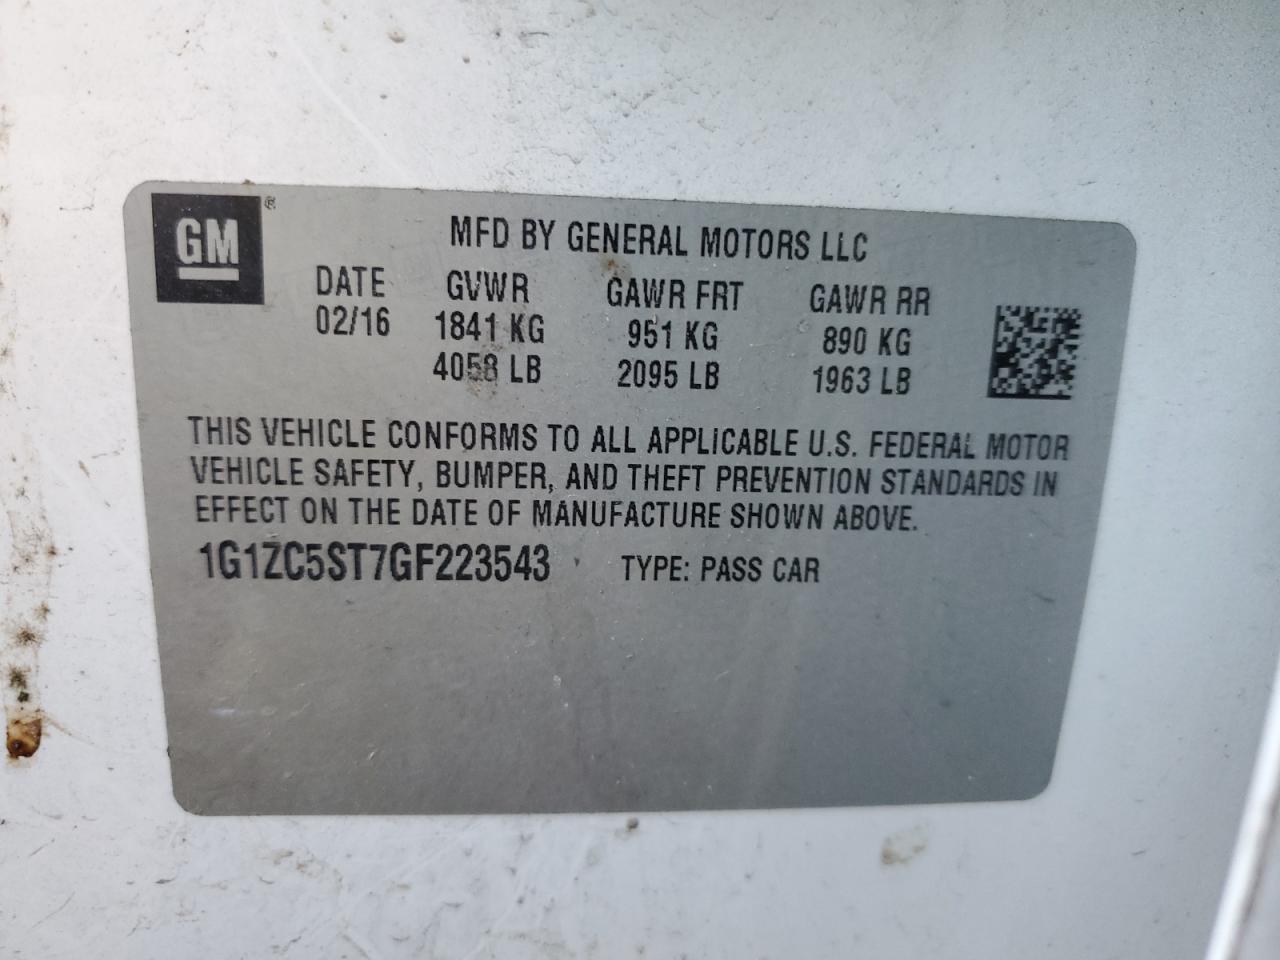 GM ®
MFD BY GENERAL MOTORS LLC
DATE GVWR GAWR FRT GAWR RR
02/16 1841 KG 951 KG 890 KG
4058 LB 2095 LB 1963 LB
THIS VEHICLE CONFORMS TO ALL APPLICABLE U.S. FEDERAL MOTOR
VEHICLE SAFETY, BUMPER, AND THEFT PREVENTION STANDARDS IN
EFFECT ON THE DATE OF MANUFACTURE SHOWN ABOVE.
1G1ZC5ST7GF223543 TYPE: PASS CAR